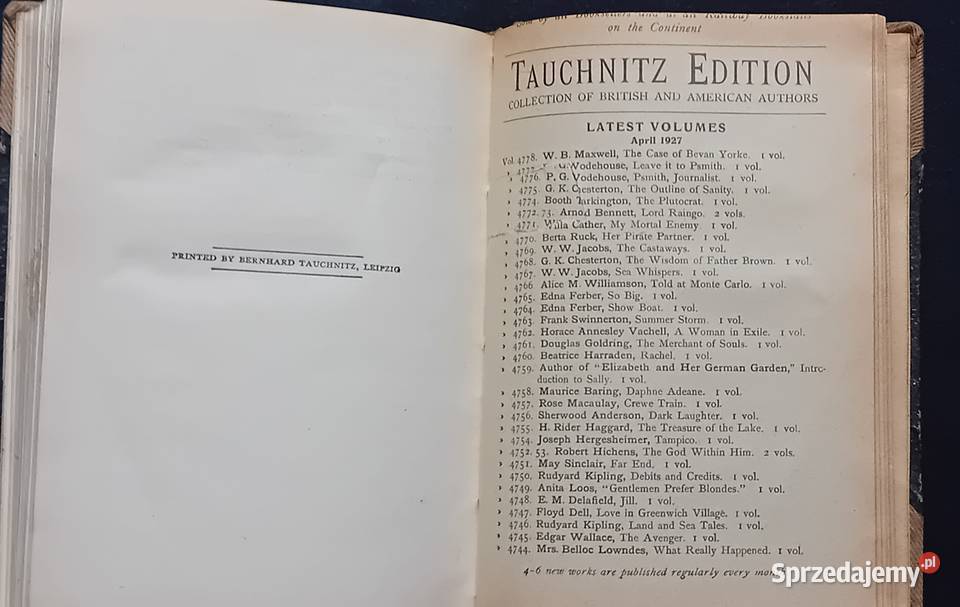 PRINTED BY BERNHARD TAUCHNITZ, LEIPZIG
Sold by all Booksellers and at all Railway Bookstalls
on the Continent
TAUCHNITZ EDITION
COLLECTION OF BRITISH AND AMERICAN AUTHORS
LATEST VOLUMES
April 1927
Vol. 4778. W. B. Maxwell, The Case of Bevan Yorke. 1 vol.
› 4777. P. G. Wodehouse, Leave it to Psmith. 1 vol.
› 4776. P. G. Wodehouse, Psmith, Journalist. 1 vol.
› 4775. G. K. Chesterton, The Outline of Sanity. 1 vol.
› 4774. Booth Tarkington, The Plutocrat. 1 vol.
› 4772. 73. Arnold Bennett, Lord Raingo. 2 vols.
› 4771. Willa Cather, My Mortal Enemy. 1 vol.
› 4770. Berta Ruck, Her Pirate Partner. 1 vol.
› 4769. W. W. Jacobs, The Castaways. 1 vol.
› 4768. G. K. Chesterton, The Wisdom of Father Brown. 1 vol.
› 4767. W. W. Jacobs, Sea Whispers. 1 vol.
› 4766. Alice M. Williamson, Told at Monte Carlo. 1 vol.
› 4765. Edna Ferber, So Big. 1 vol.
› 4764. Edna Ferber, Show Boat. 1 vol.
› 4763. Frank Swinnerton, Summer Storm. 1 vol.
› 4762. Horace Annesley Vachell, A Woman in Exile. 1 vol.
› 4761. Douglas Goldring, The Merchant of Souls. 1 vol.
› 4760. Beatrice Harraden, Rachel. 1 vol.
› 4759. Author of "Elizabeth and Her German Garden," Intro-
duction to Sally. 1 vol.
› 4758. Maurice Baring, Daphne Adeane. 1 vol.
› 4757. Rose Macaulay, Crewe Train. 1 vol.
› 4756. Sherwood Anderson, Dark Laughter. 1 vol.
› 4755. H. Rider Haggard, The Treasure of the Lake. 1 vol.
› 4754. Joseph Hergesheimer, Tampico. 1 vol.
› 4752. 53. Robert Hichens, The God Within Him. 2 vols.
› 4751. May Sinclair, Far End. 1 vol.
› 4750. Rudyard Kipling, Debits and Credits. 1 vol.
› 4749. Anita Loos, "Gentlemen Prefer Blondes." 1 vol.
› 4748. E. M. Delafield, Jill. 1 vol.
› 4747. Floyd Dell, Love in Greenwich Village. 1 vol.
› 4746. Rudyard Kipling, Land and Sea Tales. 1 vol.
› 4745. Edgar Wallace, The Avenger. 1 vol.
› 4744. Mrs. Belloc Lowndes, What Really Happened. 1 vol.
4-6 new works are published regularly every
Sprzedajemy.pl